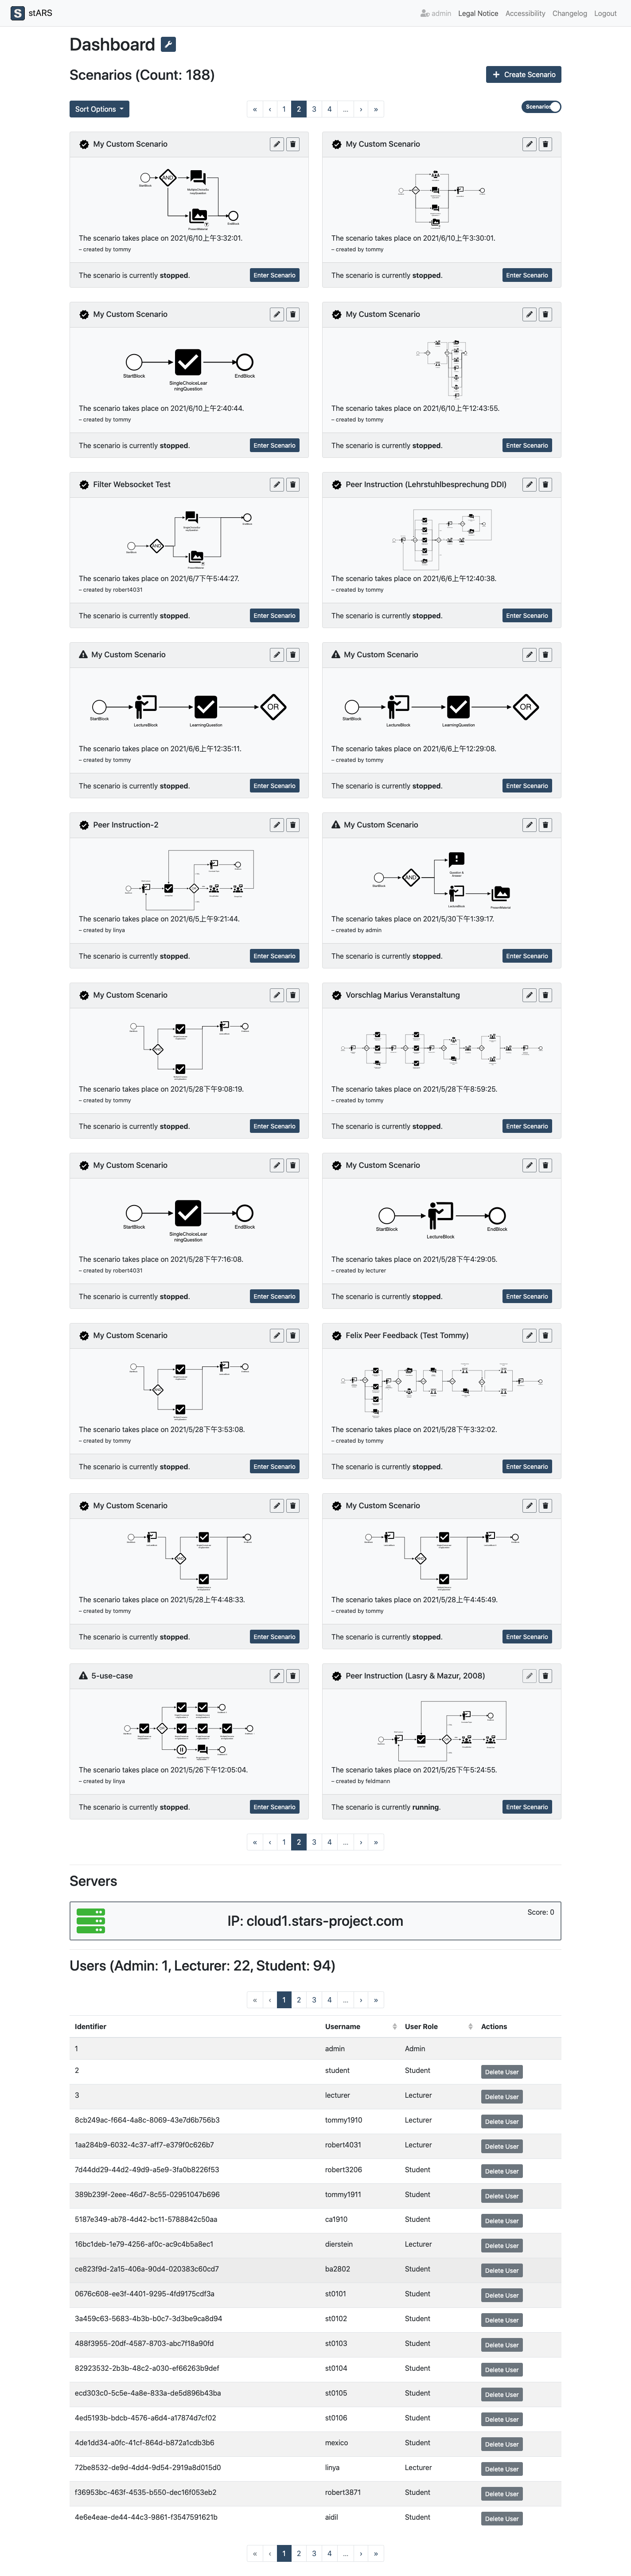 S stARS
admin Legal Notice Accessibility Changelog Logout
Dashboard
Scenarios (Count: 188)
Create Scenario
Sort Options
« ‹ 1 2 3 4 ... › »
Scenarios
My Custom Scenario
StartBlock
AND
EndBlock
The scenario takes place on 2021/6/10上午3:32:01.
– created by tommy
The scenario is currently stopped.
Enter Scenario
My Custom Scenario
The scenario takes place on 2021/6/10上午3:30:01.
– created by tommy
The scenario is currently stopped.
Enter Scenario
My Custom Scenario
StartBlock
SingleChoiceLear
ningQuestion
EndBlock
The scenario takes place on 2021/6/10上午2:40:44.
– created by tommy
The scenario is currently stopped.
Enter Scenario
My Custom Scenario
The scenario takes place on 2021/6/10上午12:43:55.
– created by tommy
The scenario is currently stopped.
Enter Scenario
Filter Websocket Test
The scenario takes place on 2021/6/7下午5:44:27.
– created by robert4031
The scenario is currently stopped.
Enter Scenario
Peer Instruction (Lehrstuhlbesprechung DDI)
The scenario takes place on 2021/6/6上午12:40:38.
– created by tommy
The scenario is currently stopped.
Enter Scenario
My Custom Scenario
StartBlock
LectureBlock
LearningQuestion
OR
The scenario takes place on 2021/6/6上午12:35:11.
– created by tommy
The scenario is currently stopped.
Enter Scenario
My Custom Scenario
StartBlock
LectureBlock
LearningQuestion
OR
The scenario takes place on 2021/6/6上午12:29:08.
– created by tommy
The scenario is currently stopped.
Enter Scenario
Peer Instruction-2
The scenario takes place on 2021/6/5上午9:21:44.
– created by linya
The scenario is currently stopped.
Enter Scenario
My Custom Scenario
StartBlock
AND
Question &
Answer
LectureBlock
PresentMaterial
The scenario takes place on 2021/5/30下午1:39:17.
– created by admin
The scenario is currently stopped.
Enter Scenario
My Custom Scenario
The scenario takes place on 2021/5/28下午9:08:19.
– created by tommy
The scenario is currently stopped.
Enter Scenario
Vorschlag Marius Veranstaltung
The scenario takes place on 2021/5/28下午8:59:25.
– created by tommy
The scenario is currently stopped.
Enter Scenario
My Custom Scenario
StartBlock
SingleChoiceLear
ningQuestion
EndBlock
The scenario takes place on 2021/5/28下午7:16:08.
– created by robert4031
The scenario is currently stopped.
Enter Scenario
My Custom Scenario
StartBlock
LectureBlock
EndBlock
The scenario takes place on 2021/5/28下午4:29:05.
– created by lecturer
The scenario is currently stopped.
Enter Scenario
My Custom Scenario
The scenario takes place on 2021/5/28下午3:53:08.
– created by tommy
The scenario is currently stopped.
Enter Scenario
Felix Peer Feedback (Test Tommy)
The scenario takes place on 2021/5/28下午3:32:02.
– created by tommy
The scenario is currently stopped.
Enter Scenario
My Custom Scenario
The scenario takes place on 2021/5/28上午4:48:33.
– created by tommy
The scenario is currently stopped.
Enter Scenario
My Custom Scenario
The scenario takes place on 2021/5/28上午4:45:49.
– created by tommy
The scenario is currently stopped.
Enter Scenario
5-use-case
The scenario takes place on 2021/5/26下午12:05:04.
– created by linya
The scenario is currently stopped.
Enter Scenario
Peer Instruction (Lasry & Mazur, 2008)
The scenario takes place on 2021/5/25下午5:24:55.
– created by feldmann
The scenario is currently running.
Enter Scenario
« ‹ 1 2 3 4 ... › »
Servers
IP: cloud1.stars-project.com
Score: 0
Users (Admin: 1, Lecturer: 22, Student: 94)
« ‹ 1 2 3 4 ... › »
Identifier Username User Role Actions
1 admin Admin
2 student Student Delete User
3 lecturer Lecturer Delete User
8cb249ac-f664-4a8c-8069-43e7d6b756b3 tommy1910 Lecturer Delete User
1aa284b9-6032-4c37-aff7-e379f0c626b7 robert4031 Lecturer Delete User
7d44dd29-44d2-49d9-a5e9-3fa0b8226f53 robert3206 Student Delete User
389b239f-2eee-46d7-8c55-02951047b696 tommy1911 Student Delete User
5187e349-ab78-4d42-bc11-5788842c50aa ca1910 Student Delete User
16bc1deb-1e79-4256-af0c-ac9c4b5a8ec1 dierstein Lecturer Delete User
ce823f9d-2a15-406a-90d4-020383c60cd7 ba2802 Student Delete User
0676c608-ee3f-4401-9295-4fd9175cdf3a st0101 Student Delete User
3a459c63-5683-4b3b-b0c7-3d3be9ca8d94 st0102 Student Delete User
488f3955-20df-4587-8703-abc7f18a90fd st0103 Student Delete User
82923532-2b3b-48c2-a030-ef66263b9def st0104 Student Delete User
ecd303c0-5c5e-4a8e-833a-de5d896b43ba st0105 Student Delete User
4ed5193b-bdcb-4576-a6d4-a17874d7cf02 st0106 Student Delete User
4de1dd34-a0fc-41cf-864d-b872a1cdb3b6 mexico Student Delete User
72be8532-de9d-4dd4-9d54-2919a8d015d0 linya Lecturer Delete User
f36953bc-463f-4535-b550-dec16f053eb2 robert3871 Student Delete User
4e6e4eae-de44-44c3-9861-f3547591621b aidil Student Delete User
« ‹ 1 2 3 4 ... › »